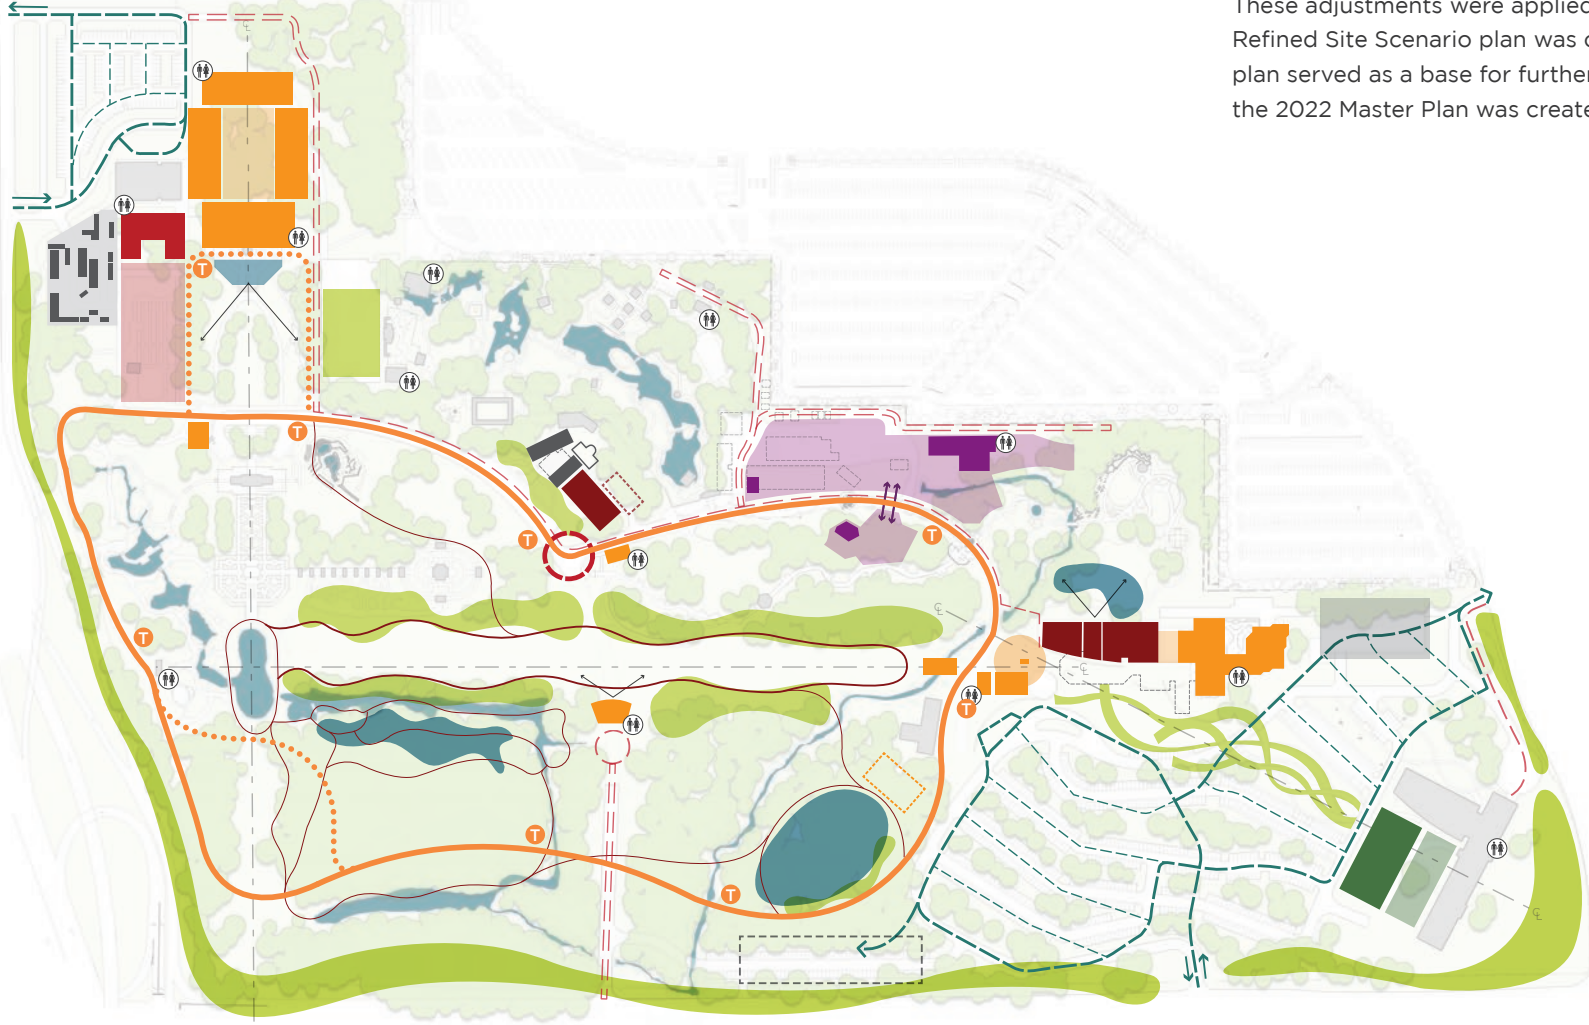 These adjustments were applied
Refined Site Scenario plan was
plan served as a base for further
the 2022 Master Plan was create
T
T
T
T
T
T
T
T